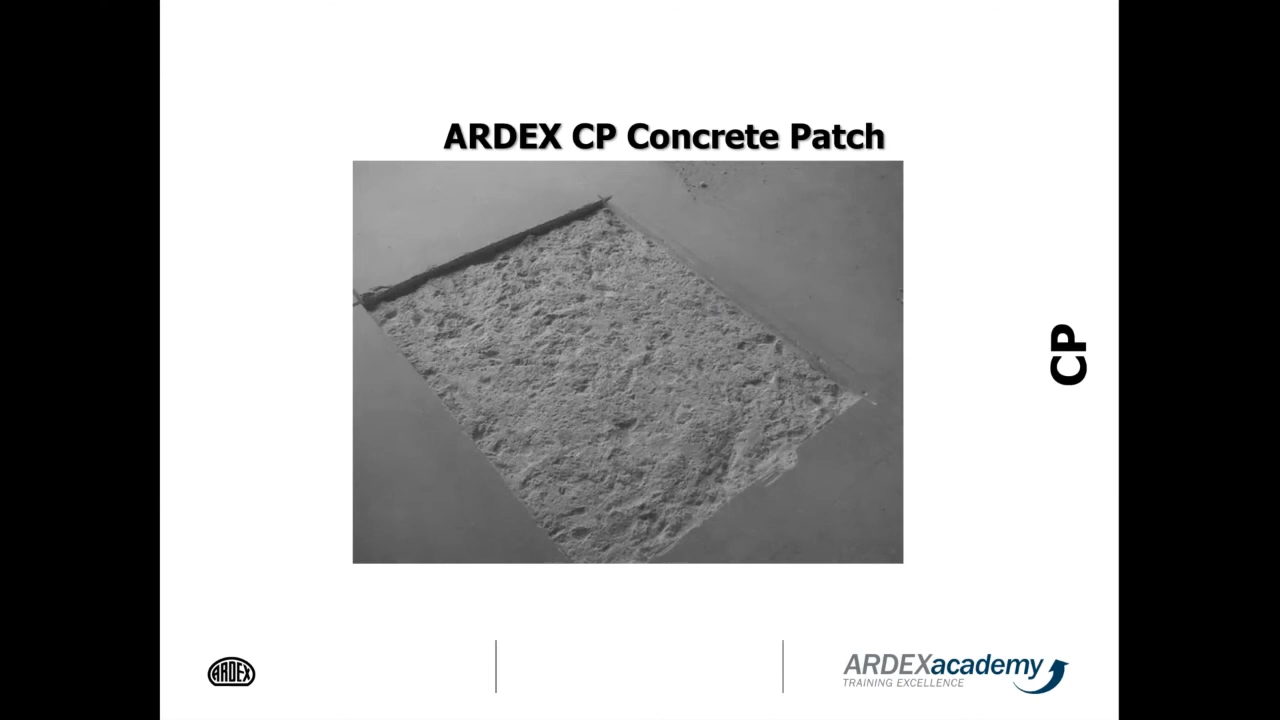 ARDEX CP Concrete Patch
CP
ARDEX
ARDEXacademy
TRAINING EXCELLENCE